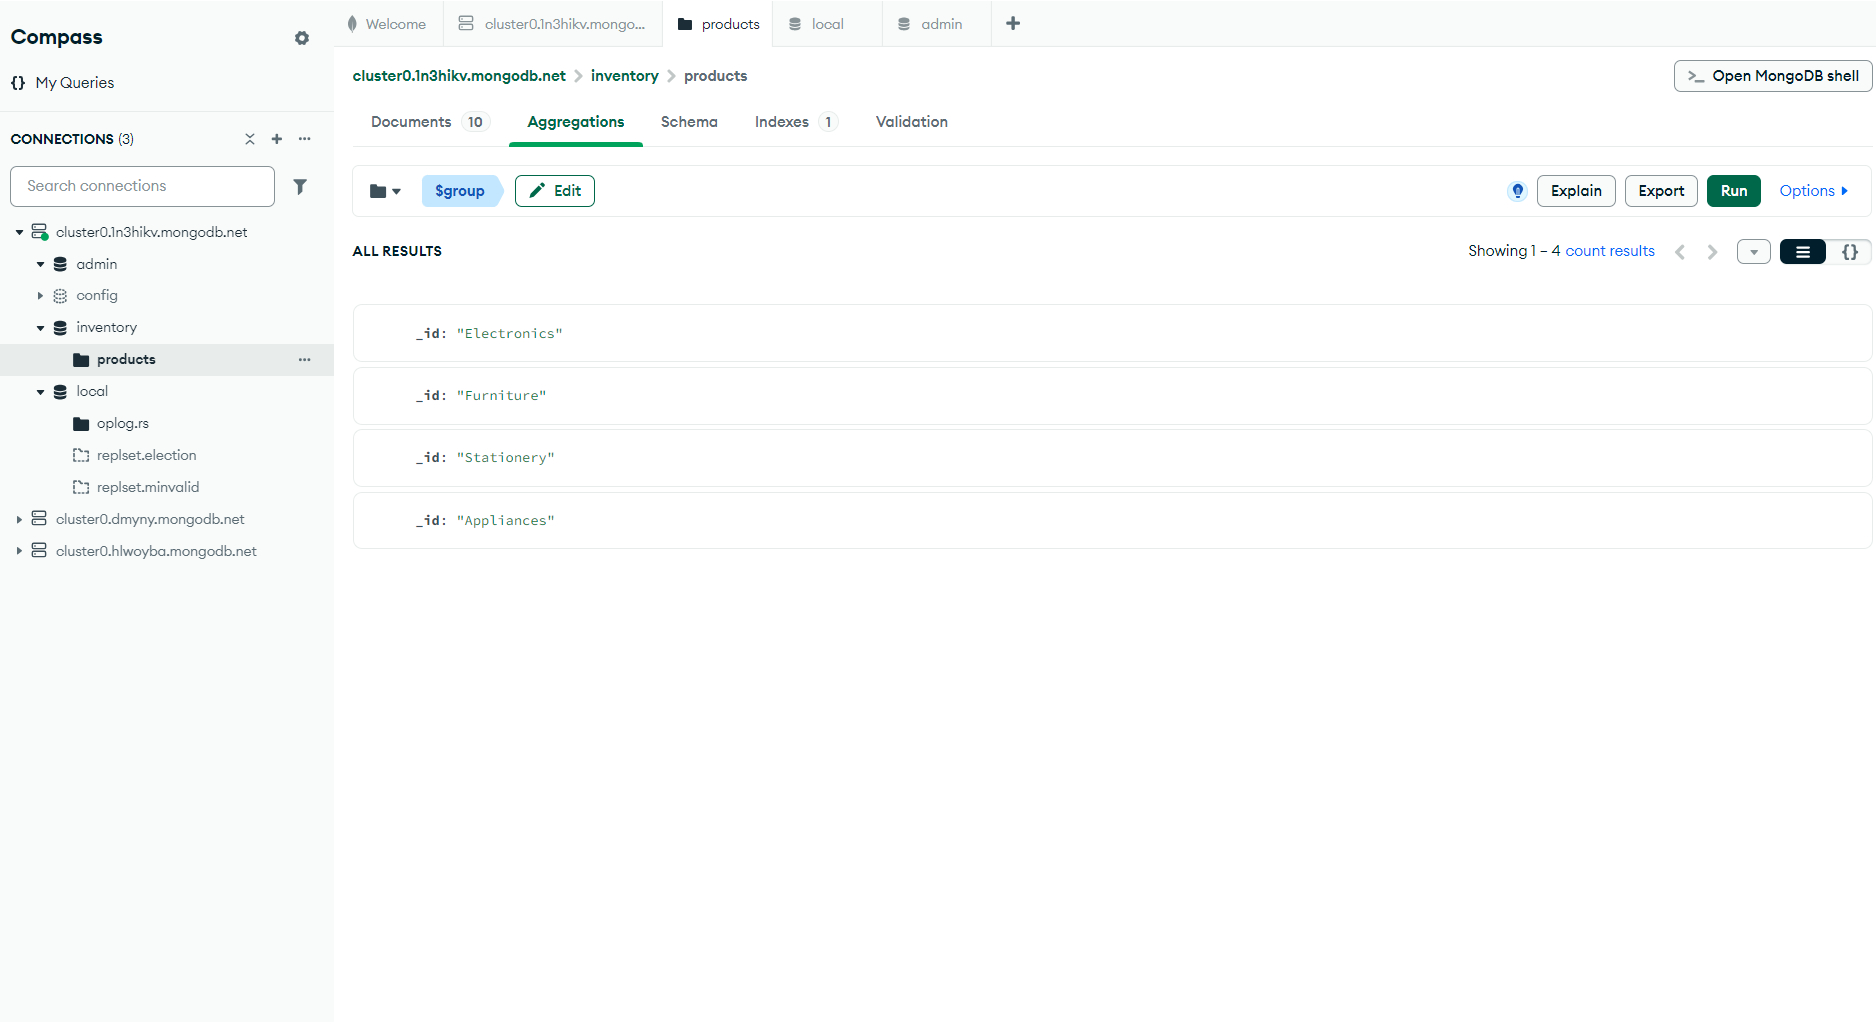 Compass
My Queries
CONNECTIONS (3)
Search connections
cluster0.1n3hikv.mongodb.net
admin
config
inventory
products
local
oplog.rs
replset.election
replset.minvalid
cluster0.dmyny.mongodb.net
cluster0.hlwoyba.mongodb.net
Welcome cluster0.1n3hikv.mongo... products local admin
cluster0.1n3hikv.mongodb.net inventory products
>_ Open MongoDB shell
Documents 10 Aggregations Schema Indexes 1 Validation
$group Edit Explain Export Run Options
ALL RESULTS Showing 1 – 4 count results {}
_id: "Electronics"
_id: "Furniture"
_id: "Stationery"
_id: "Appliances"